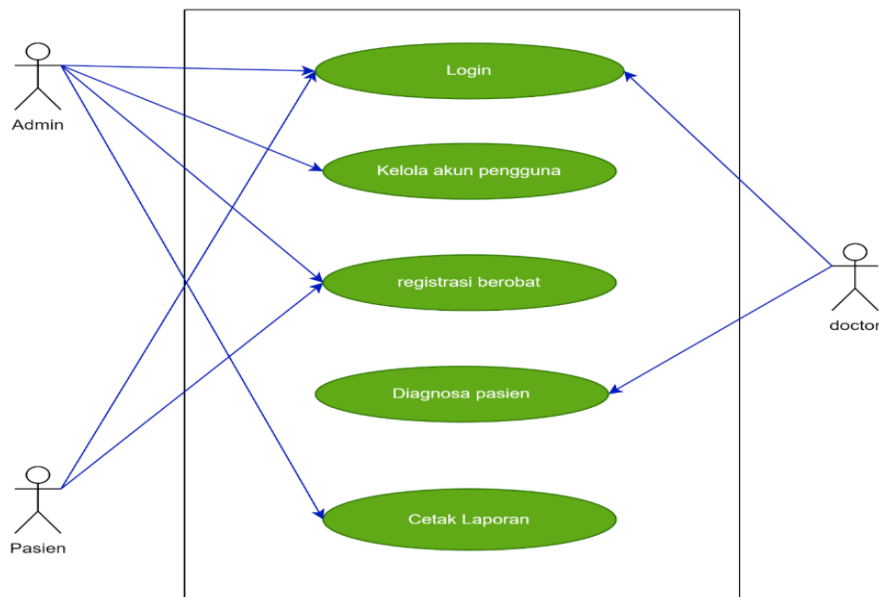 Login
Admin
Kelola akun pengguna
registrasi berobat
doctor
Diagnosa pasien
Cetak Laporan
Pasien